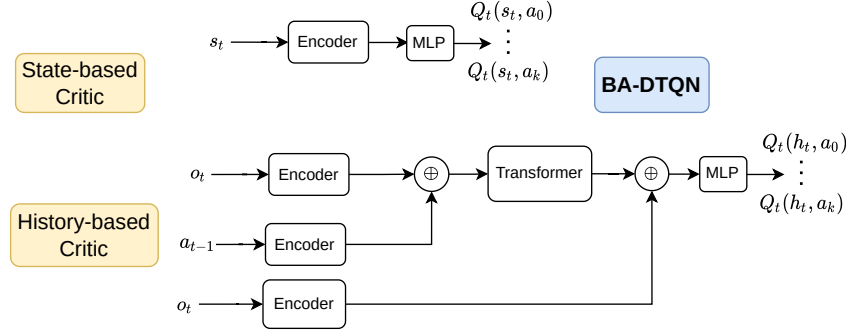 State-based
Critic
s_t
Encoder
MLP
Q_t(s_t, a_0)
⋮
Q_t(s_t, a_k)
BA-DTQN
History-based
Critic
o_t
Encoder
⊕
Transformer
⊕
MLP
Q_t(h_t, a_0)
⋮
Q_t(h_t, a_k)
a_{t-1}
Encoder
o_t
Encoder